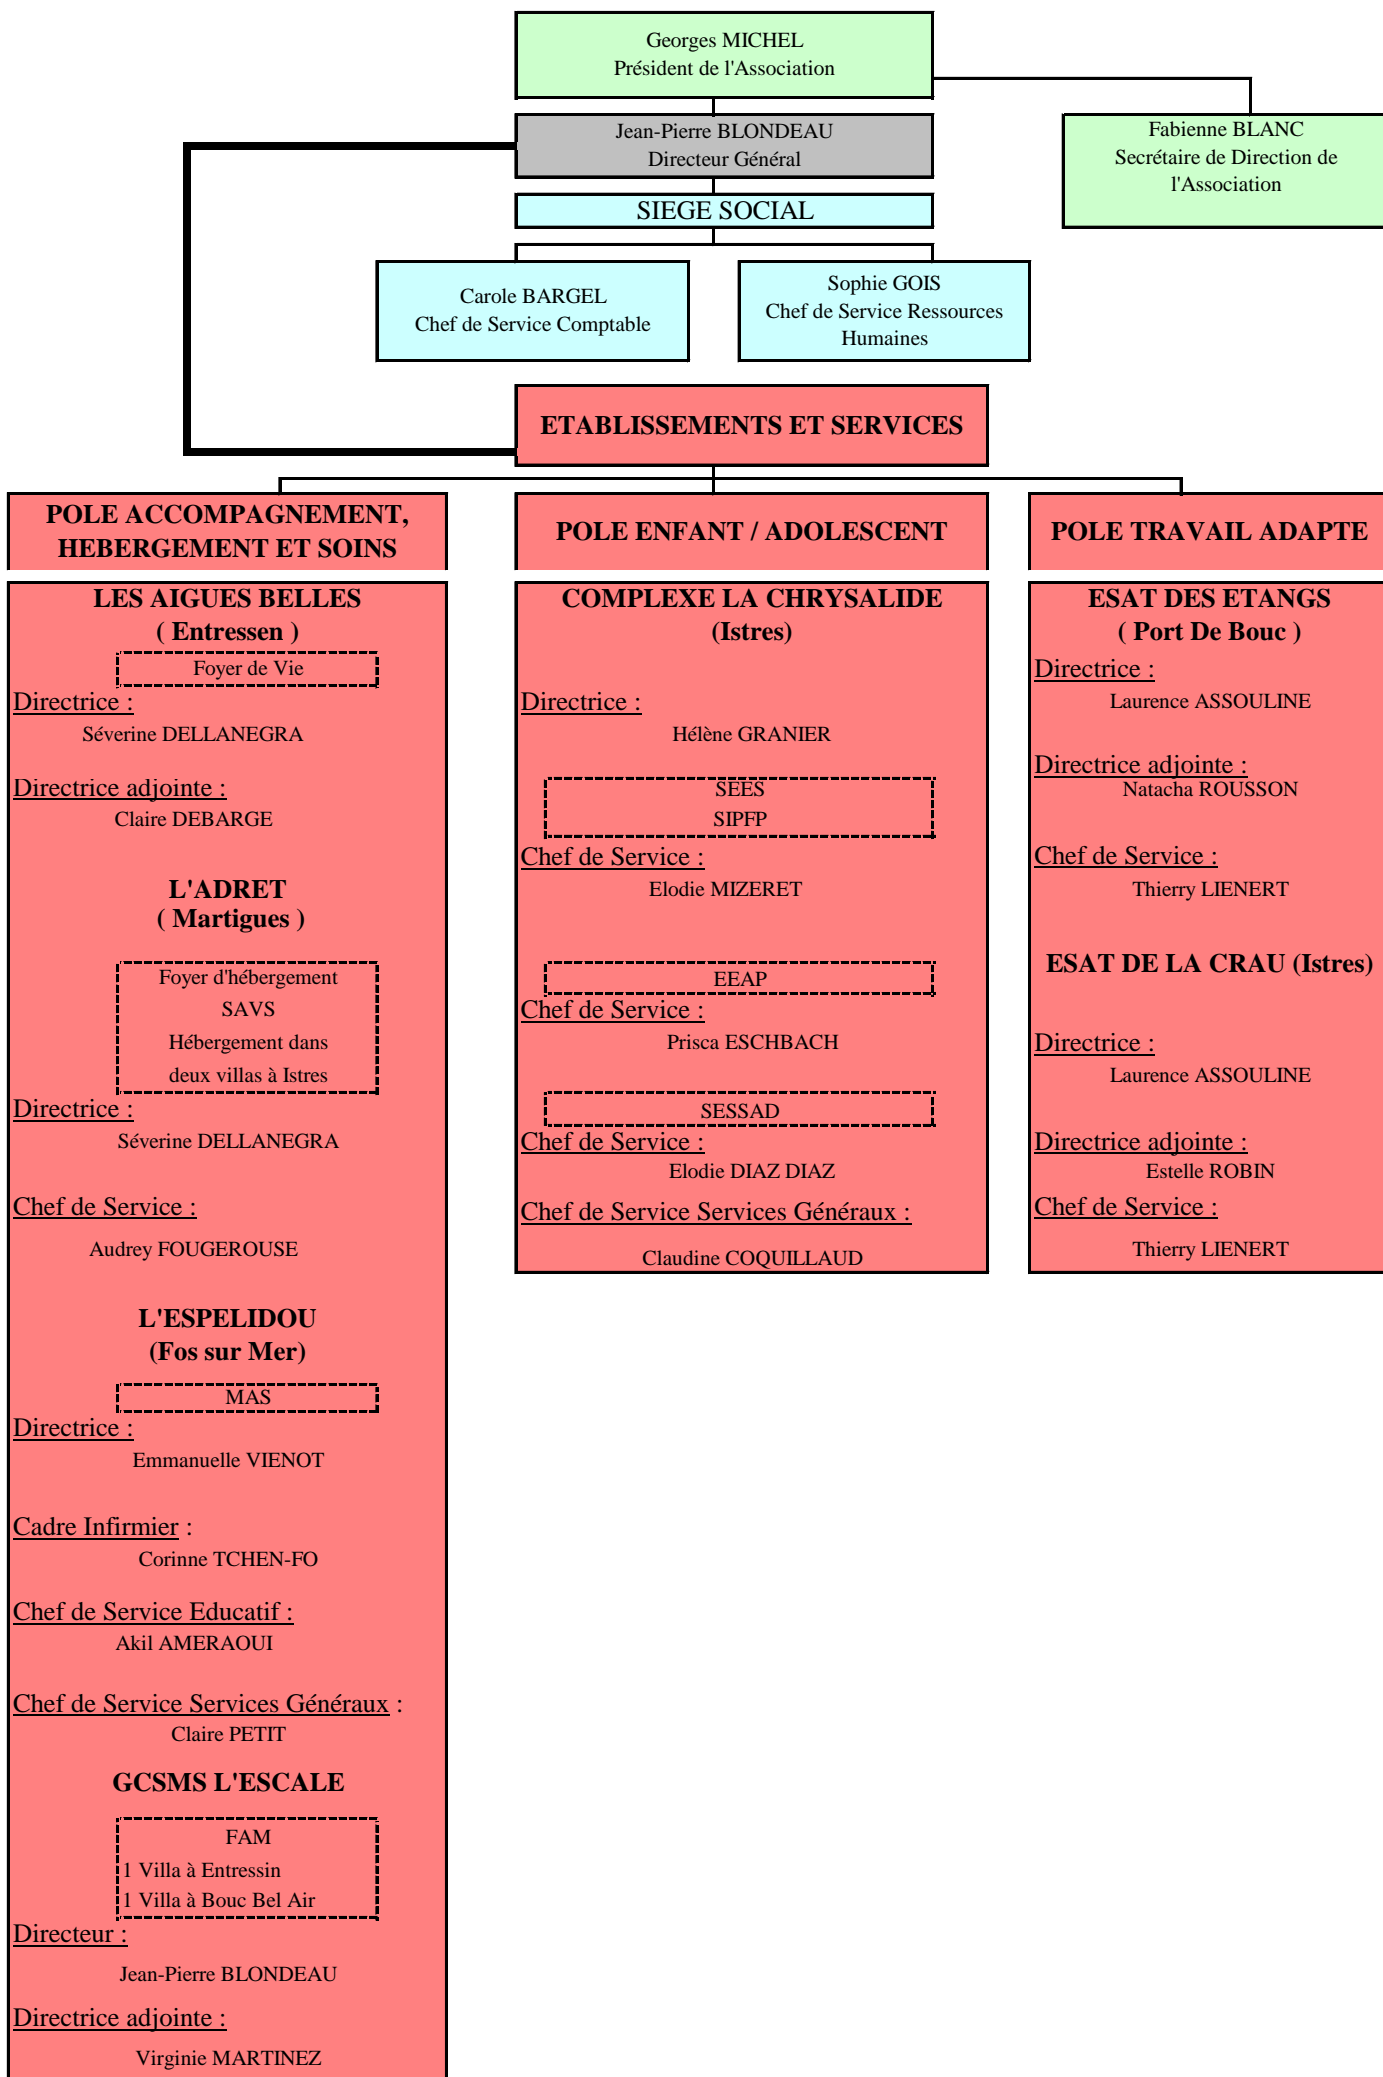 Georges MICHEL
Président de l'Association
Jean-Pierre BLONDEAU
Directeur Général
Fabienne BLANC
Secrétaire de Direction de
l'Association
SIEGE SOCIAL
Carole BARGEL
Chef de Service Comptable
Sophie GOIS
Chef de Service Ressources
Humaines
ETABLISSEMENTS ET SERVICES
POLE ACCOMPAGNEMENT,
HEBERGEMENT ET SOINS
LES AIGUES BELLES
( Entressen )
Foyer de Vie
Directrice :
Séverine DELLANEGRA
Directrice adjointe :
Claire DEBARGE
L'ADRET
( Martigues )
Foyer d'hébergement
SAVS
Hébergement dans
deux villas à Istres
Directrice :
Séverine DELLANEGRA
Chef de Service :
Audrey FOUGEROUSE
L'ESPELIDOU
(Fos sur Mer)
MAS
Directrice :
Emmanuelle VIENOT
Cadre Infirmier :
Corinne TCHEN-FO
Chef de Service Educatif :
Akil AMERAOUI
Chef de Service Services Généraux :
Claire PETIT
GCSMS L'ESCALE
FAM
1 Villa à Entressin
1 Villa à Bouc Bel Air
Directeur :
Jean-Pierre BLONDEAU
Directrice adjointe :
Virginie MARTINEZ
POLE ENFANT / ADOLESCENT
COMPLEXE LA CHRYSALIDE
(Istres)
Directrice :
Hélène GRANIER
SEES
SIPFP
Chef de Service :
Elodie MIZERET
EEAP
Chef de Service :
Prisca ESCHBACH
SESSAD
Chef de Service :
Elodie DIAZ DIAZ
Chef de Service Services Généraux :
Claudine COQUILLAUD
POLE TRAVAIL ADAPTE
ESAT DES ETANGS
( Port De Bouc )
Directrice :
Laurence ASSOULINE
Directrice adjointe :
Natacha ROUSSON
Chef de Service :
Thierry LIENERT
ESAT DE LA CRAU (Istres)
Directrice :
Laurence ASSOULINE
Directrice adjointe :
Estelle ROBIN
Chef de Service :
Thierry LIENERT